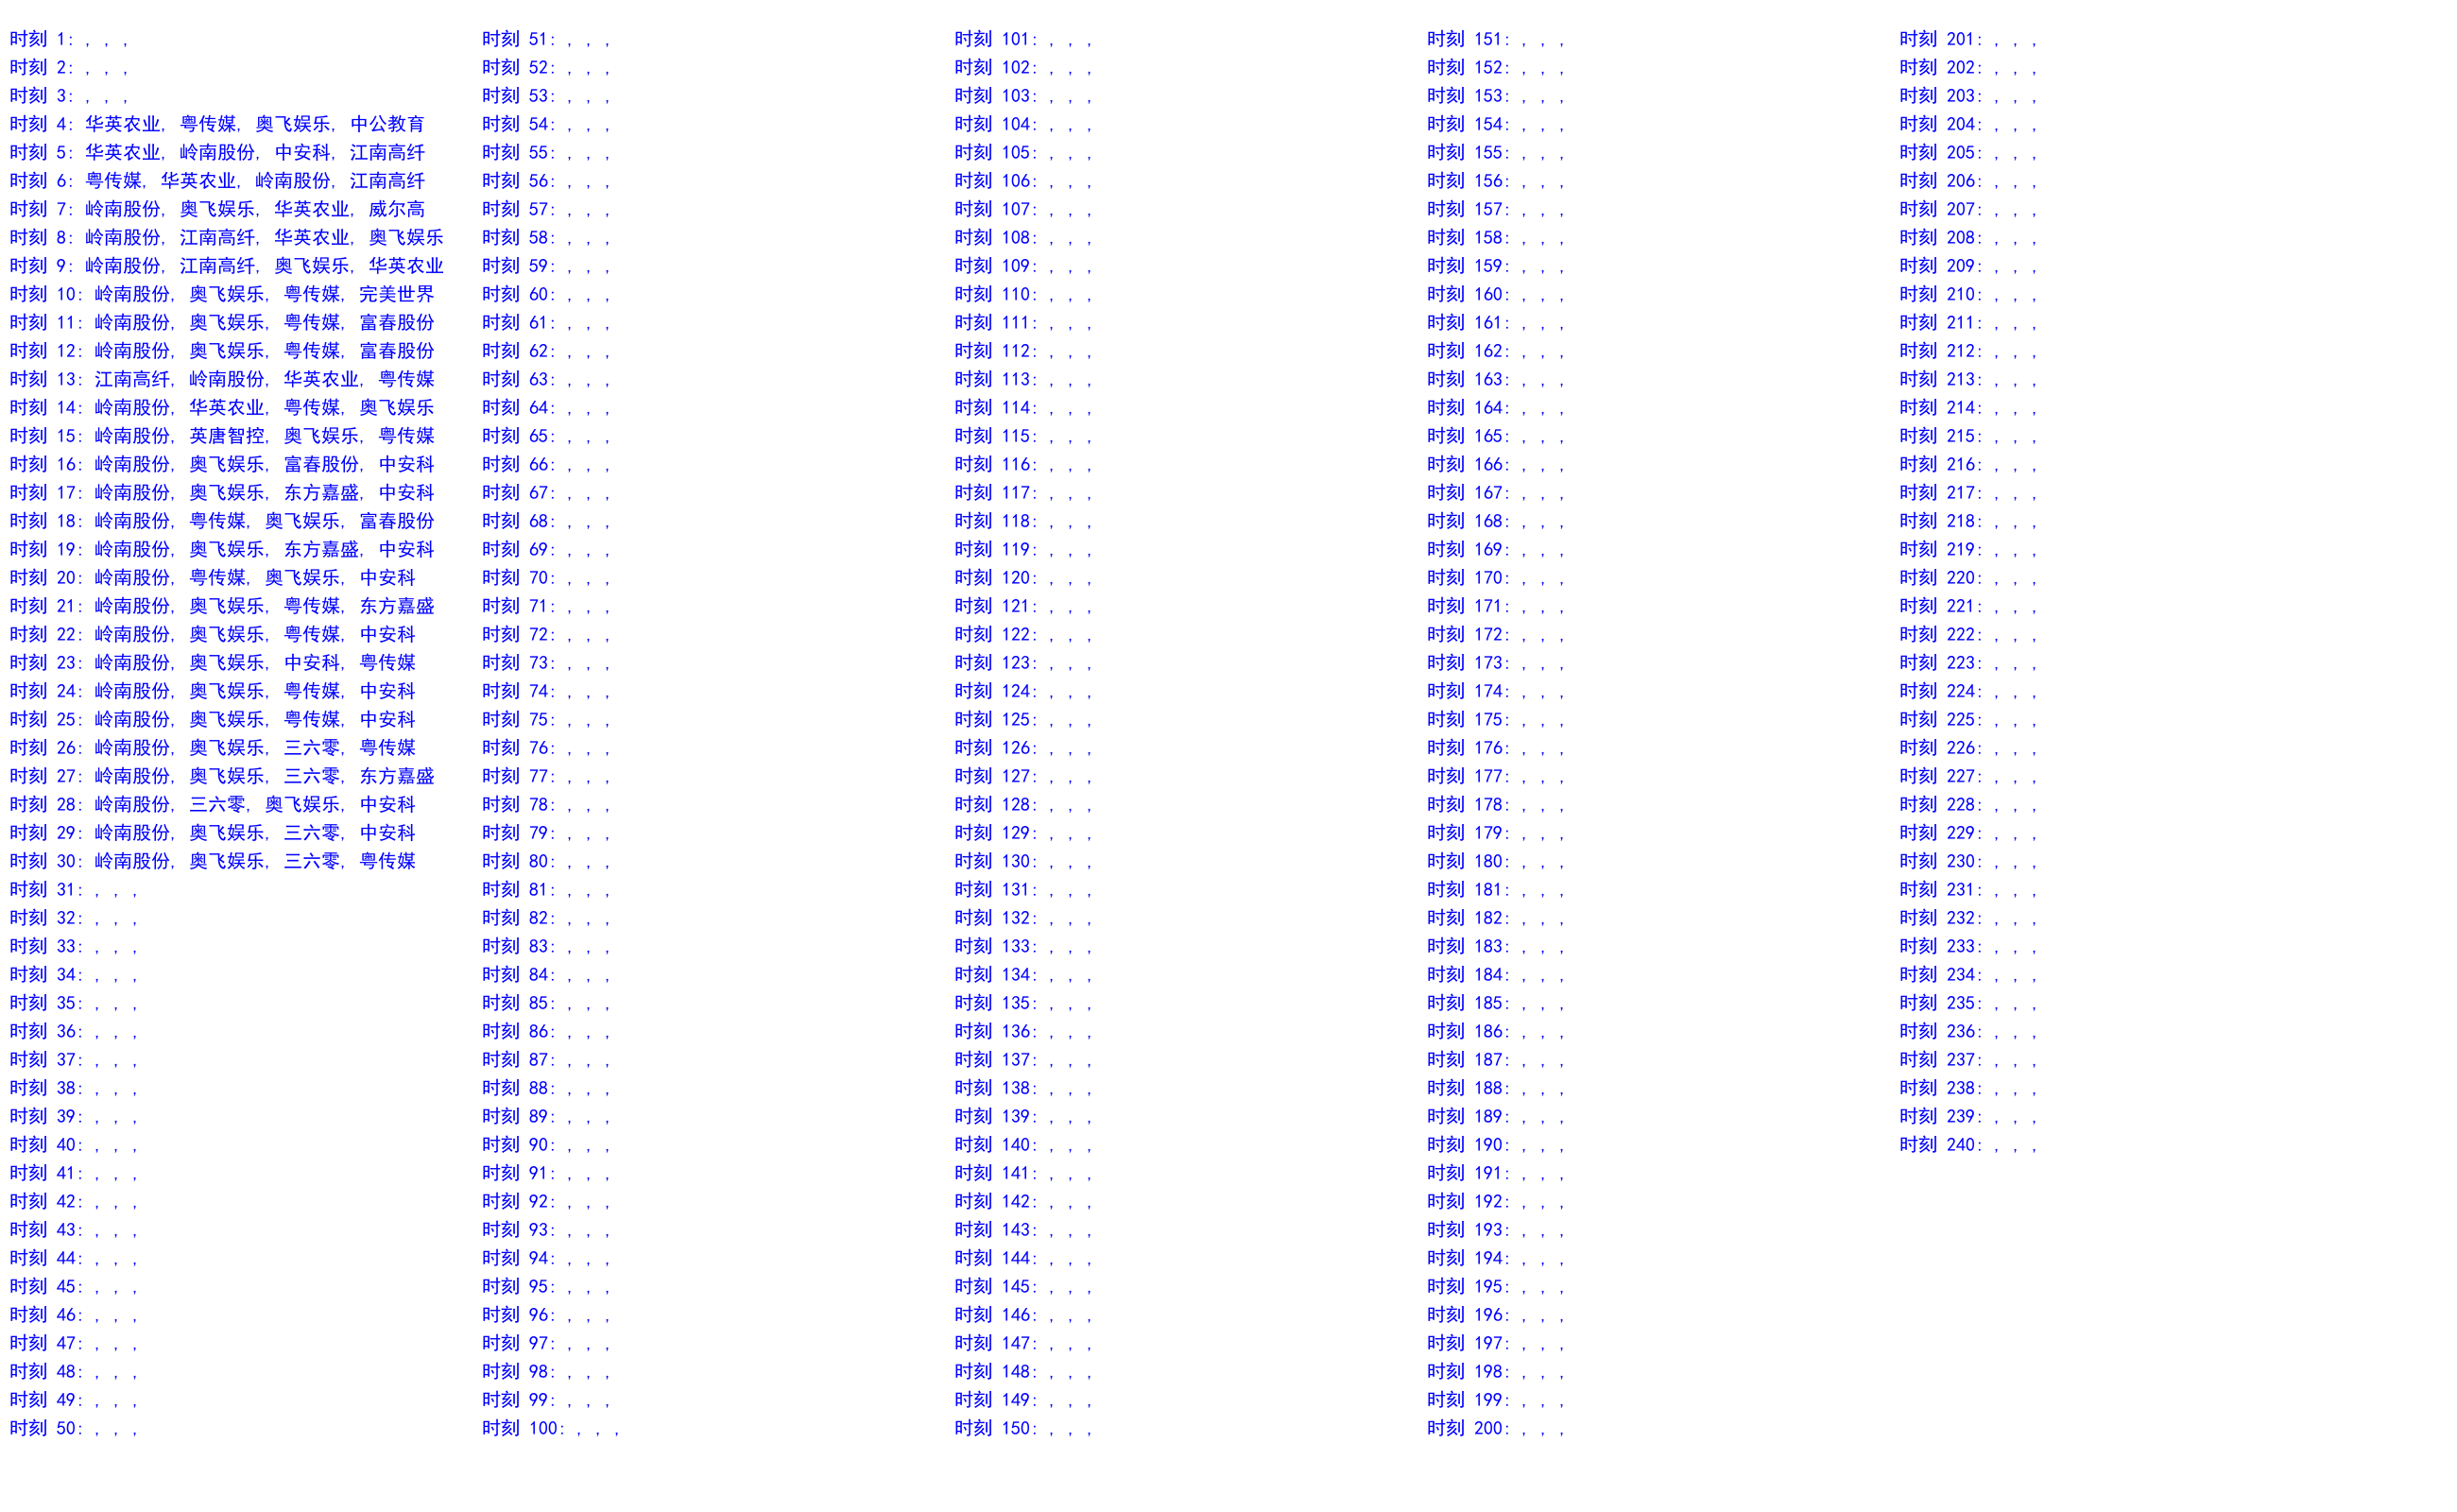 时刻 1: , , ,
时刻 2: , , ,
时刻 3: , , ,
时刻 4: 华英农业, 粤传媒, 奥飞娱乐, 中公教育
时刻 5: 华英农业, 岭南股份, 中安科, 江南高纤
时刻 6: 粤传媒, 华英农业, 岭南股份, 江南高纤
时刻 7: 岭南股份, 奥飞娱乐, 华英农业, 威尔高
时刻 8: 岭南股份, 江南高纤, 华英农业, 奥飞娱乐
时刻 9: 岭南股份, 江南高纤, 奥飞娱乐, 华英农业
时刻 10: 岭南股份, 奥飞娱乐, 粤传媒, 完美世界
时刻 11: 岭南股份, 奥飞娱乐, 粤传媒, 富春股份
时刻 12: 岭南股份, 奥飞娱乐, 粤传媒, 富春股份
时刻 13: 江南高纤, 岭南股份, 华英农业, 粤传媒
时刻 14: 岭南股份, 华英农业, 粤传媒, 奥飞娱乐
时刻 15: 岭南股份, 英唐智控, 奥飞娱乐, 粤传媒
时刻 16: 岭南股份, 奥飞娱乐, 富春股份, 中安科
时刻 17: 岭南股份, 奥飞娱乐, 东方嘉盛, 中安科
时刻 18: 岭南股份, 粤传媒, 奥飞娱乐, 富春股份
时刻 19: 岭南股份, 奥飞娱乐, 东方嘉盛, 中安科
时刻 20: 岭南股份, 粤传媒, 奥飞娱乐, 中安科
时刻 21: 岭南股份, 奥飞娱乐, 粤传媒, 东方嘉盛
时刻 22: 岭南股份, 奥飞娱乐, 粤传媒, 中安科
时刻 23: 岭南股份, 奥飞娱乐, 中安科, 粤传媒
时刻 24: 岭南股份, 奥飞娱乐, 粤传媒, 中安科
时刻 25: 岭南股份, 奥飞娱乐, 粤传媒, 中安科
时刻 26: 岭南股份, 奥飞娱乐, 三六零, 粤传媒
时刻 27: 岭南股份, 奥飞娱乐, 三六零, 东方嘉盛
时刻 28: 岭南股份, 三六零, 奥飞娱乐, 中安科
时刻 29: 岭南股份, 奥飞娱乐, 三六零, 中安科
时刻 30: 岭南股份, 奥飞娱乐, 三六零, 粤传媒
时刻 31: , , ,
时刻 32: , , ,
时刻 33: , , ,
时刻 34: , , ,
时刻 35: , , ,
时刻 36: , , ,
时刻 37: , , ,
时刻 38: , , ,
时刻 39: , , ,
时刻 40: , , ,
时刻 41: , , ,
时刻 42: , , ,
时刻 43: , , ,
时刻 44: , , ,
时刻 45: , , ,
时刻 46: , , ,
时刻 47: , , ,
时刻 48: , , ,
时刻 49: , , ,
时刻 50: , , ,
时刻 51: , , ,
时刻 52: , , ,
时刻 53: , , ,
时刻 54: , , ,
时刻 55: , , ,
时刻 56: , , ,
时刻 57: , , ,
时刻 58: , , ,
时刻 59: , , ,
时刻 60: , , ,
时刻 61: , , ,
时刻 62: , , ,
时刻 63: , , ,
时刻 64: , , ,
时刻 65: , , ,
时刻 66: , , ,
时刻 67: , , ,
时刻 68: , , ,
时刻 69: , , ,
时刻 70: , , ,
时刻 71: , , ,
时刻 72: , , ,
时刻 73: , , ,
时刻 74: , , ,
时刻 75: , , ,
时刻 76: , , ,
时刻 77: , , ,
时刻 78: , , ,
时刻 79: , , ,
时刻 80: , , ,
时刻 81: , , ,
时刻 82: , , ,
时刻 83: , , ,
时刻 84: , , ,
时刻 85: , , ,
时刻 86: , , ,
时刻 87: , , ,
时刻 88: , , ,
时刻 89: , , ,
时刻 90: , , ,
时刻 91: , , ,
时刻 92: , , ,
时刻 93: , , ,
时刻 94: , , ,
时刻 95: , , ,
时刻 96: , , ,
时刻 97: , , ,
时刻 98: , , ,
时刻 99: , , ,
时刻 100: , , ,
时刻 101: , , ,
时刻 102: , , ,
时刻 103: , , ,
时刻 104: , , ,
时刻 105: , , ,
时刻 106: , , ,
时刻 107: , , ,
时刻 108: , , ,
时刻 109: , , ,
时刻 110: , , ,
时刻 111: , , ,
时刻 112: , , ,
时刻 113: , , ,
时刻 114: , , ,
时刻 115: , , ,
时刻 116: , , ,
时刻 117: , , ,
时刻 118: , , ,
时刻 119: , , ,
时刻 120: , , ,
时刻 121: , , ,
时刻 122: , , ,
时刻 123: , , ,
时刻 124: , , ,
时刻 125: , , ,
时刻 126: , , ,
时刻 127: , , ,
时刻 128: , , ,
时刻 129: , , ,
时刻 130: , , ,
时刻 131: , , ,
时刻 132: , , ,
时刻 133: , , ,
时刻 134: , , ,
时刻 135: , , ,
时刻 136: , , ,
时刻 137: , , ,
时刻 138: , , ,
时刻 139: , , ,
时刻 140: , , ,
时刻 141: , , ,
时刻 142: , , ,
时刻 143: , , ,
时刻 144: , , ,
时刻 145: , , ,
时刻 146: , , ,
时刻 147: , , ,
时刻 148: , , ,
时刻 149: , , ,
时刻 150: , , ,
时刻 151: , , ,
时刻 152: , , ,
时刻 153: , , ,
时刻 154: , , ,
时刻 155: , , ,
时刻 156: , , ,
时刻 157: , , ,
时刻 158: , , ,
时刻 159: , , ,
时刻 160: , , ,
时刻 161: , , ,
时刻 162: , , ,
时刻 163: , , ,
时刻 164: , , ,
时刻 165: , , ,
时刻 166: , , ,
时刻 167: , , ,
时刻 168: , , ,
时刻 169: , , ,
时刻 170: , , ,
时刻 171: , , ,
时刻 172: , , ,
时刻 173: , , ,
时刻 174: , , ,
时刻 175: , , ,
时刻 176: , , ,
时刻 177: , , ,
时刻 178: , , ,
时刻 179: , , ,
时刻 180: , , ,
时刻 181: , , ,
时刻 182: , , ,
时刻 183: , , ,
时刻 184: , , ,
时刻 185: , , ,
时刻 186: , , ,
时刻 187: , , ,
时刻 188: , , ,
时刻 189: , , ,
时刻 190: , , ,
时刻 191: , , ,
时刻 192: , , ,
时刻 193: , , ,
时刻 194: , , ,
时刻 195: , , ,
时刻 196: , , ,
时刻 197: , , ,
时刻 198: , , ,
时刻 199: , , ,
时刻 200: , , ,
时刻 201: , , ,
时刻 202: , , ,
时刻 203: , , ,
时刻 204: , , ,
时刻 205: , , ,
时刻 206: , , ,
时刻 207: , , ,
时刻 208: , , ,
时刻 209: , , ,
时刻 210: , , ,
时刻 211: , , ,
时刻 212: , , ,
时刻 213: , , ,
时刻 214: , , ,
时刻 215: , , ,
时刻 216: , , ,
时刻 217: , , ,
时刻 218: , , ,
时刻 219: , , ,
时刻 220: , , ,
时刻 221: , , ,
时刻 222: , , ,
时刻 223: , , ,
时刻 224: , , ,
时刻 225: , , ,
时刻 226: , , ,
时刻 227: , , ,
时刻 228: , , ,
时刻 229: , , ,
时刻 230: , , ,
时刻 231: , , ,
时刻 232: , , ,
时刻 233: , , ,
时刻 234: , , ,
时刻 235: , , ,
时刻 236: , , ,
时刻 237: , , ,
时刻 238: , , ,
时刻 239: , , ,
时刻 240: , , ,